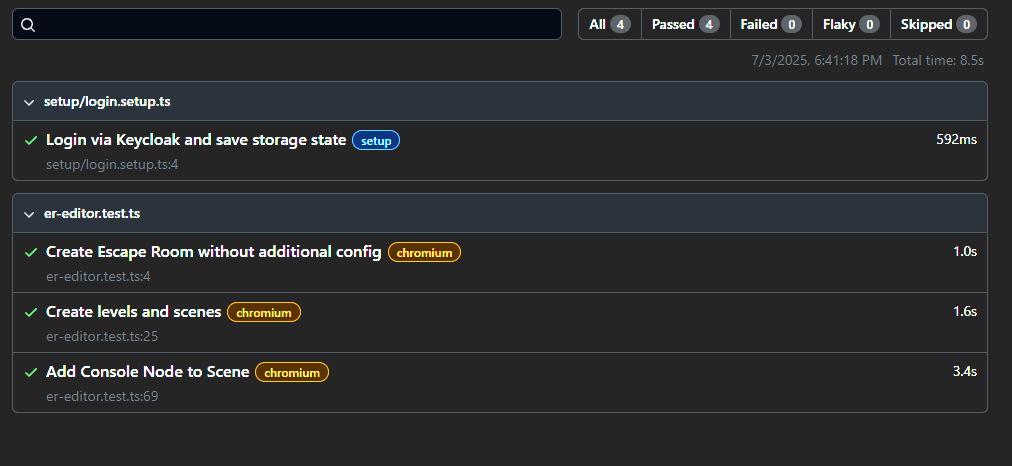 All 4 Passed 4 Failed 0 Flaky 0 Skipped 0
7/3/2025, 6:41:18 PM Total time: 8.5s
setup/login.setup.ts
Login via Keycloak and save storage state setup 592ms
setup/login.setup.ts:4
er-editor.test.ts
Create Escape Room without additional config chromium 1.0s
er-editor.test.ts:4
Create levels and scenes chromium 1.6s
er-editor.test.ts:25
Add Console Node to Scene chromium 3.4s
er-editor.test.ts:69